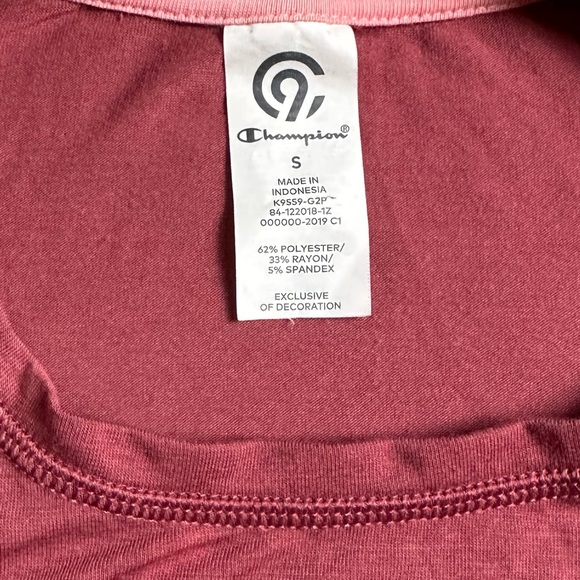 C9
Champion®
S
MADE IN
INDONESIA
K9559-G2P
84-122018-1Z
000000-2019 C1
62% POLYESTER/
33% RAYON/
5% SPANDEX
EXCLUSIVE
OF DECORATION